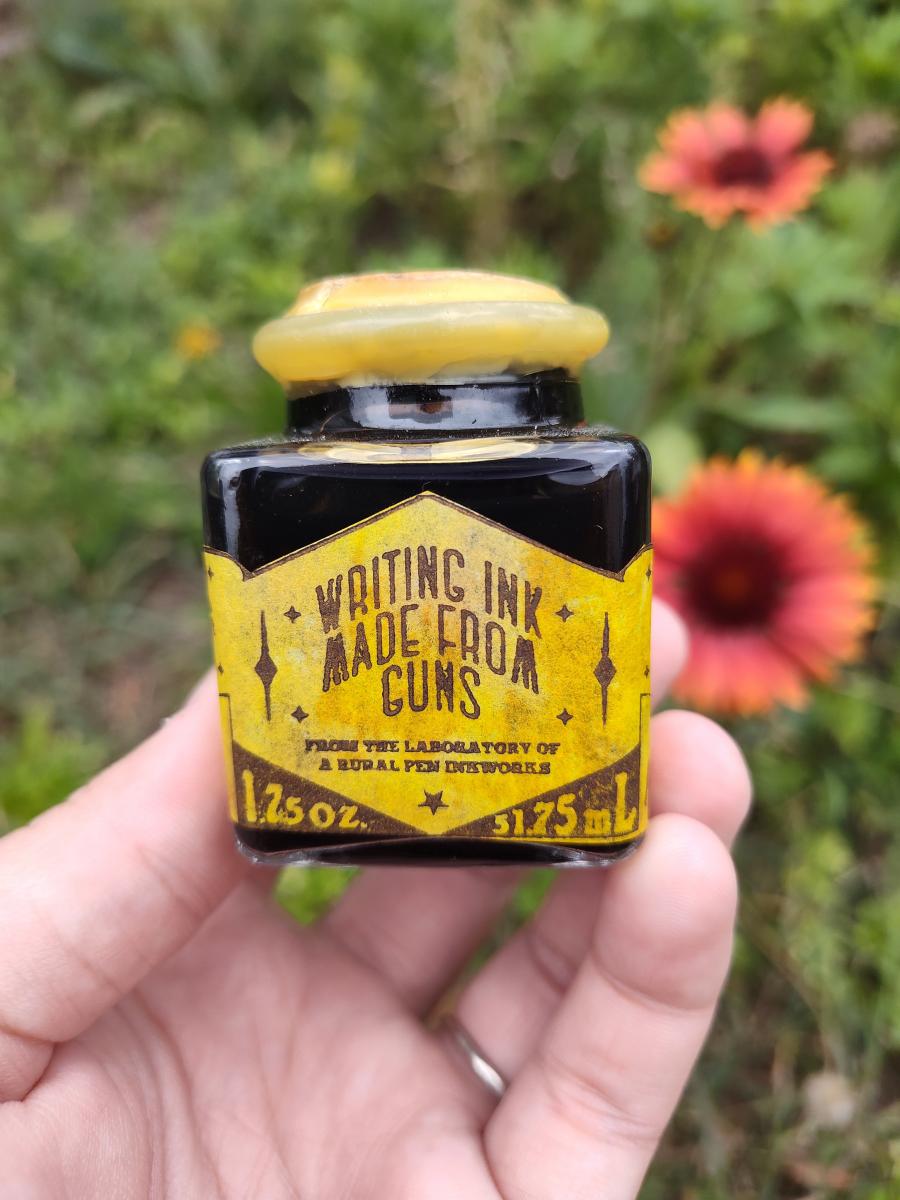 WRITING INK
MADE FROM
GUNS
FROM THE LABORATORY OF
A RURAL PEN INKWORKS
1.75 oz.
51.75 mL